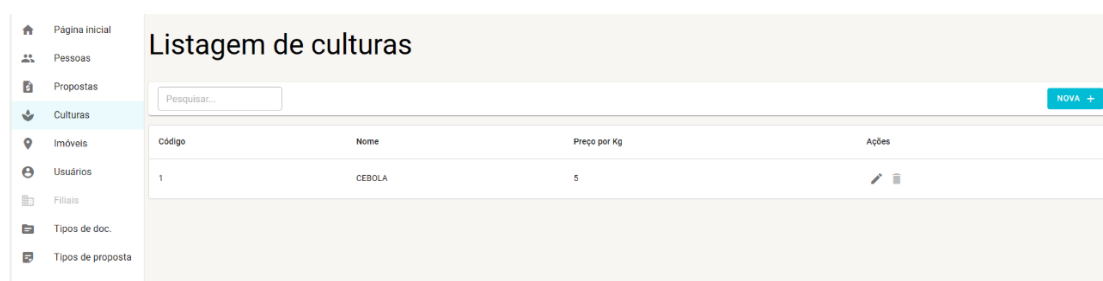 Página inicial
Pessoas
Propostas
Culturas
Imóveis
Usuários
Filiais
Tipos de doc.
Tipos de proposta
Listagem de culturas
Pesquisar...
NOVA +
Código Nome Preço por Kg Ações
1 CEBOLA 5